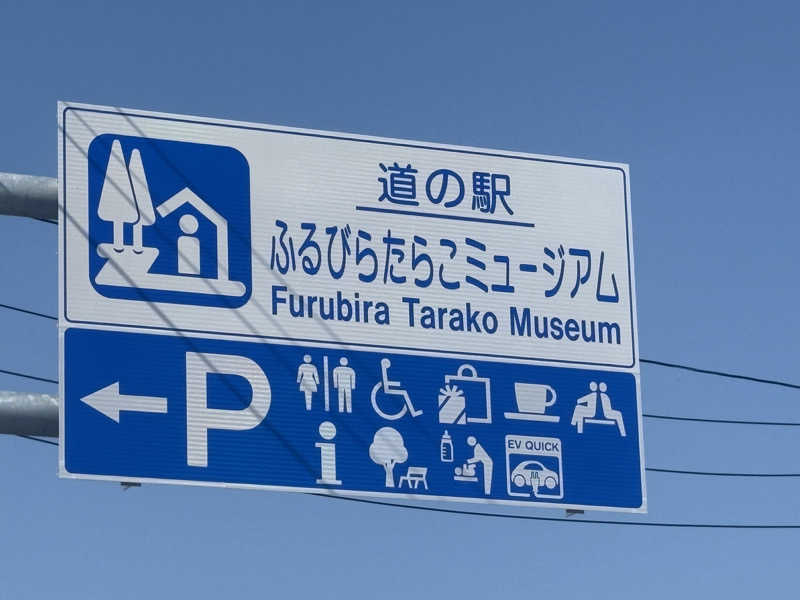 道の駅
ふるびらたらこミュージアム
Furubira Tarako Museum
P
i
EV QUICK